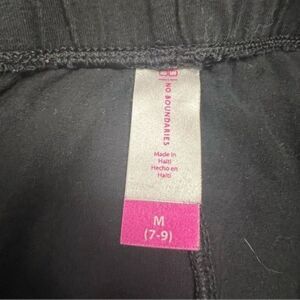 NO BOUNDARIES
Made in
Haiti
Hecho en
Haití
M
(7-9)